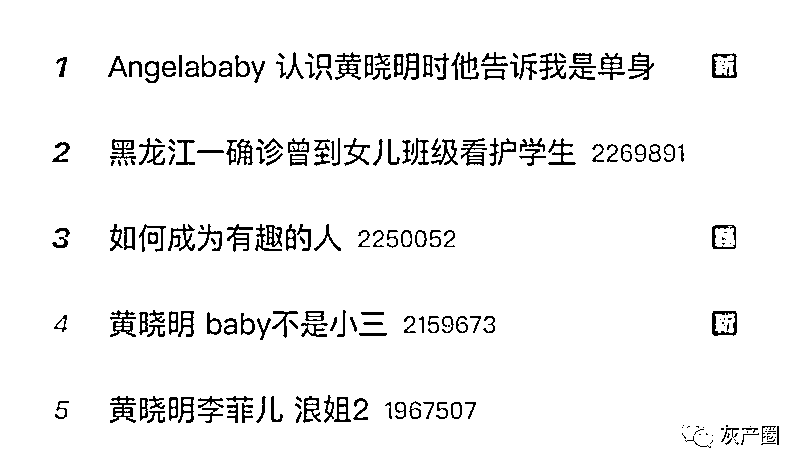 1 Angelababy 认识黄晓明时他告诉我是单身 新
2 黑龙江一确诊曾到女儿班级看护学生 2269891
3 如何成为有趣的人 2250052
4 黄晓明 baby不是小三 2159673 新
5 黄晓明李菲儿 浪姐2 1967507
灰产圈